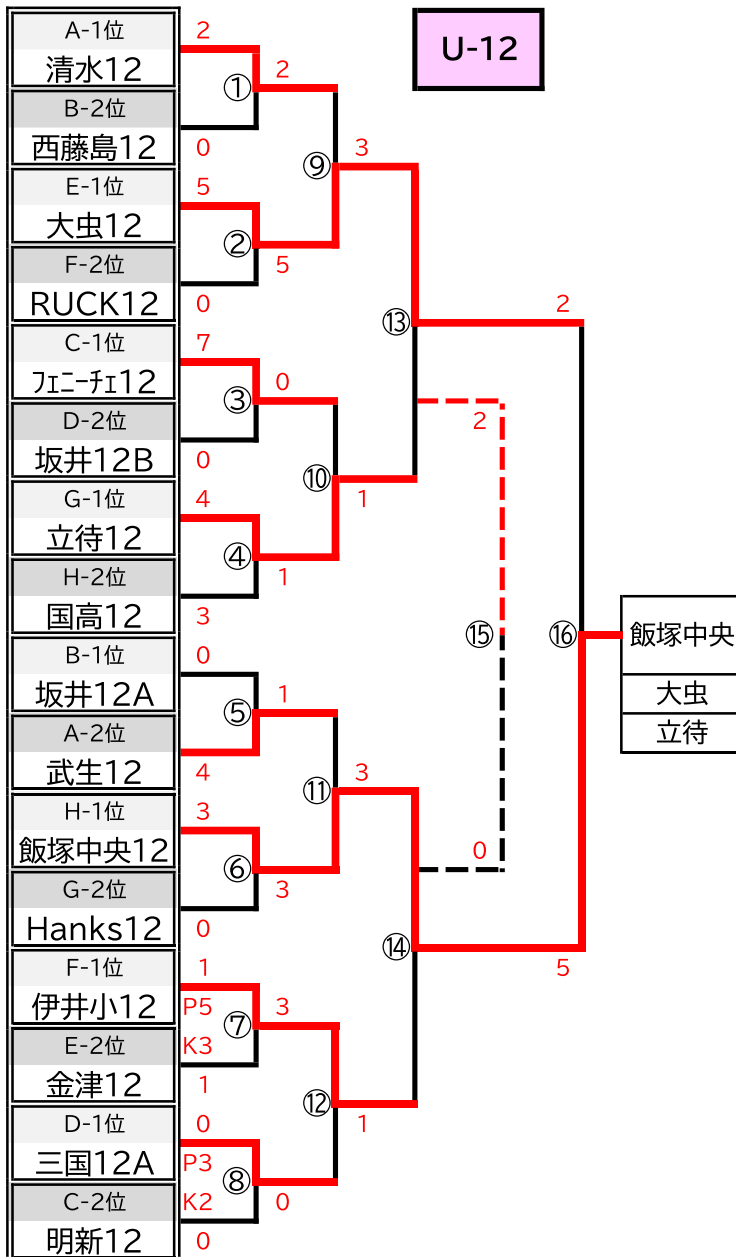 U-12
A-1位
清水12
B-2位
西藤島12
E-1位
大虫12
F-2位
RUCK12
C-1位
フェニーチェ12
D-2位
坂井12B
G-1位
立待12
H-2位
国高12
B-1位
坂井12A
A-2位
武生12
H-1位
飯塚中央12
G-2位
Hanks12
F-1位
伊井小12
E-2位
金津12
D-1位
三国12A
C-2位
明新12
2
0
5
0
7
0
4
3
0
4
3
0
1
P5
K3
1
0
P3
K2
0
①
②
③
④
⑤
⑥
⑦
⑧
2
5
0
1
1
3
3
0
⑨
⑩
⑪
⑫
3
1
3
1
⑬
⑭
2
0
⑮
2
5
⑯
飯塚中央
大虫
立待